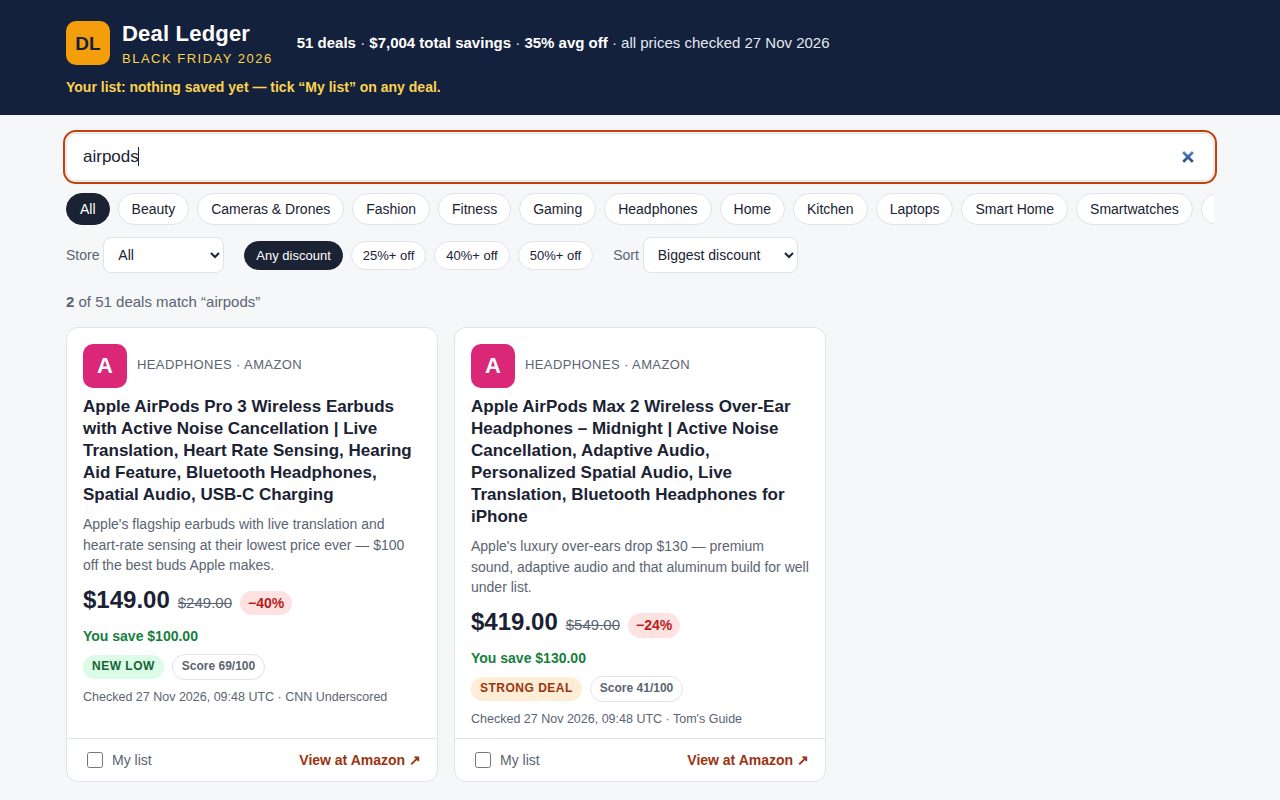 DL
Deal Ledger
BLACK FRIDAY 2026
51 deals · $7,004 total savings · 35% avg off · all prices checked 27 Nov 2026
Your list: nothing saved yet — tick “My list” on any deal.
airpods
All
Beauty
Cameras & Drones
Fashion
Fitness
Gaming
Headphones
Home
Kitchen
Laptops
Smart Home
Smartwatches
Store
All
Any discount
25%+ off
40%+ off
50%+ off
Sort
Biggest discount
2 of 51 deals match “airpods”
A
HEADPHONES · AMAZON
Apple AirPods Pro 3 Wireless Earbuds
with Active Noise Cancellation | Live
Translation, Heart Rate Sensing, Hearing
Aid Feature, Bluetooth Headphones,
Spatial Audio, USB-C Charging
Apple's flagship earbuds with live translation and
heart-rate sensing at their lowest price ever — $100
off the best buds Apple makes.
$149.00 $249.00 −40%
You save $100.00
NEW LOW
Score 69/100
Checked 27 Nov 2026, 09:48 UTC · CNN Underscored
My list
View at Amazon ↗
A
HEADPHONES · AMAZON
Apple AirPods Max 2 Wireless Over-Ear
Headphones – Midnight | Active Noise
Cancellation, Adaptive Audio,
Personalized Spatial Audio, Live
Translation, Bluetooth Headphones for
iPhone
Apple's luxury over-ears drop $130 — premium
sound, adaptive audio and that aluminum build for well
under list.
$419.00 $549.00 −24%
You save $130.00
STRONG DEAL
Score 41/100
Checked 27 Nov 2026, 09:48 UTC · Tom's Guide
My list
View at Amazon ↗